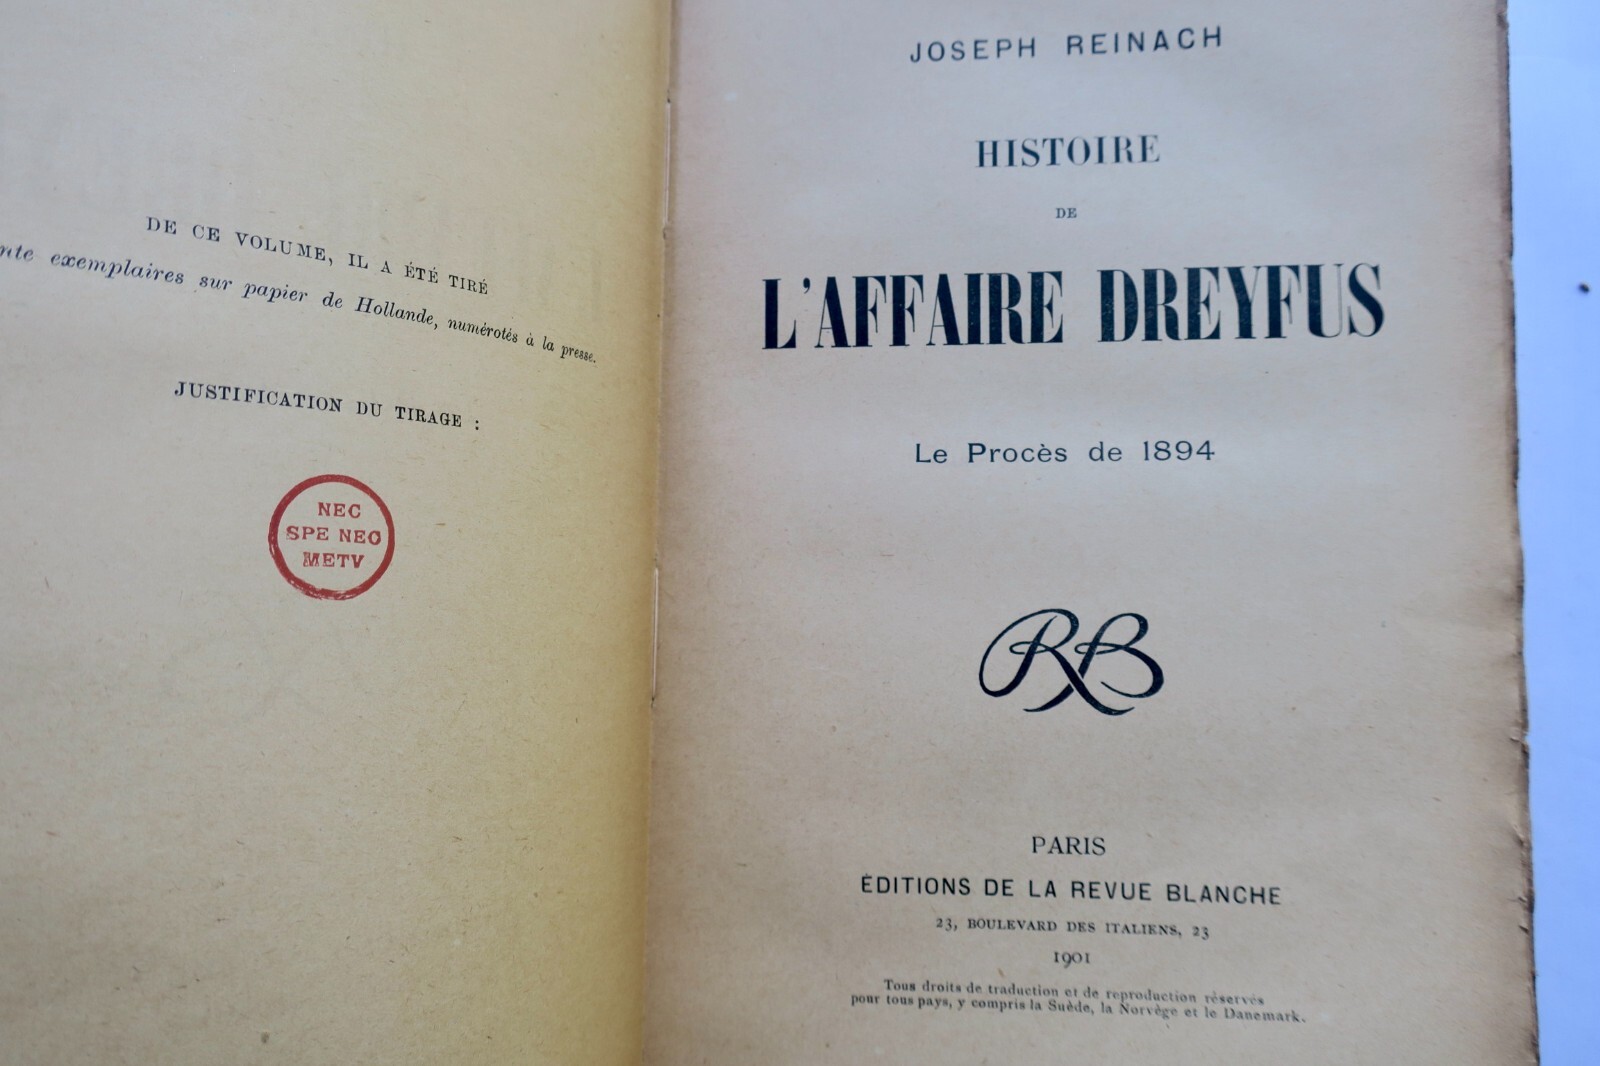 DE CE VOLUME, IL A ÉTÉ TIRÉ
exemplaires sur papier de Hollande, numérotés à la presse.
JUSTIFICATION DU TIRAGE :
NEC
SPE NEO
METV
JOSEPH REINACH
HISTOIRE
DE
L'AFFAIRE DREYFUS
Le Procès de 1894
RB
PARIS
ÉDITIONS DE LA REVUE BLANCHE
23, BOULEVARD DES ITALIENS, 23
1901
Tous droits de traduction et de reproduction réservés
pour tous pays, y compris la Suède, la Norvège et le Danemark.